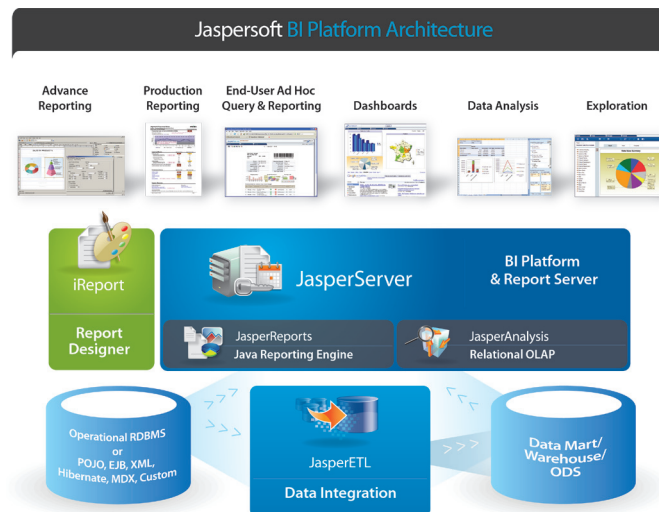 Jaspersoft BI Platform Architecture
Advance
Reporting
Production
Reporting
End-User Ad Hoc
Query & Reporting
Dashboards
Data Analysis
Exploration
iReport
Report
Designer
JasperServer
BI Platform
& Report Server
JasperReports
Java Reporting Engine
JasperAnalysis
Relational OLAP
Operational RDBMS
or
POJO, EJB, XML,
Hibernate, MDX, Custom
JasperETL
Data Integration
Data Mart/
Warehouse/
ODS